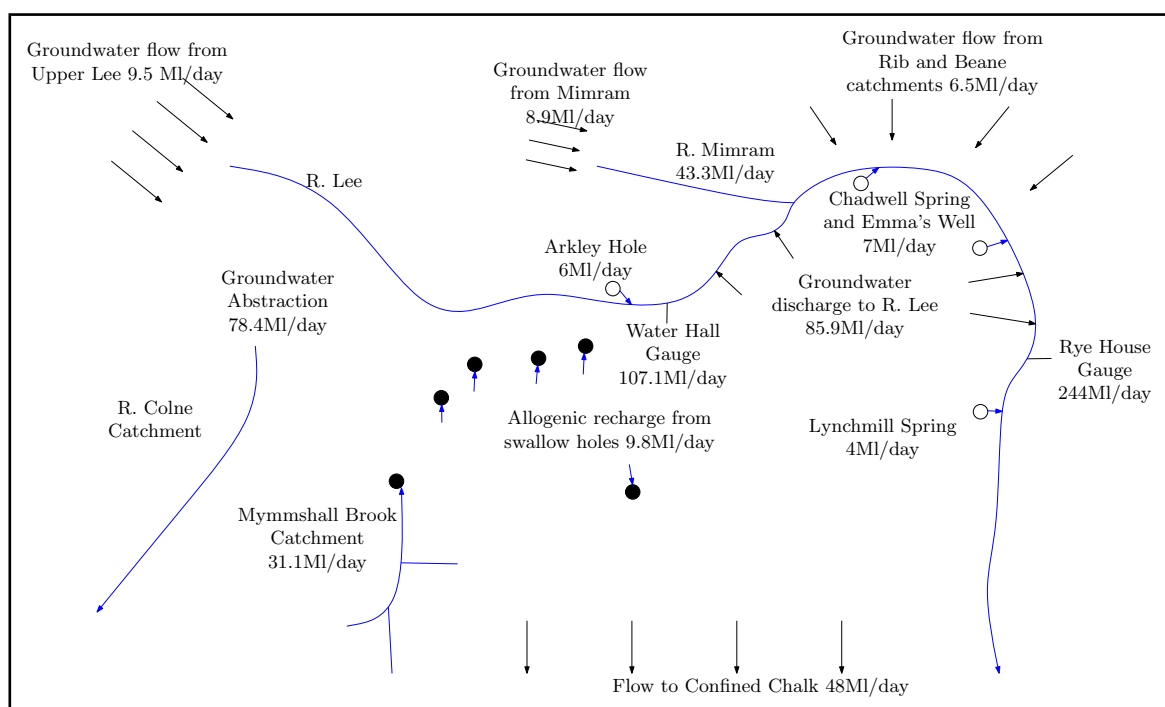 Groundwater flow from
Upper Lee 9.5 Ml/day
Groundwater flow
from Mimram
8.9Ml/day
Groundwater flow from
Rib and Beane
catchments 6.5Ml/day
R. Lee
R. Mimram
43.3Ml/day
Chadwell Spring
and Emma's Well
7Ml/day
Arkley Hole
6Ml/day
Groundwater
Abstraction
78.4Ml/day
Groundwater
discharge to R. Lee
85.9Ml/day
Water Hall
Gauge
107.1Ml/day
Rye House
Gauge
244Ml/day
R. Colne
Catchment
Allogenic recharge from
swallow holes 9.8Ml/day
Lynchmill Spring
4Ml/day
Mymmshall Brook
Catchment
31.1Ml/day
Flow to Confined Chalk 48Ml/day